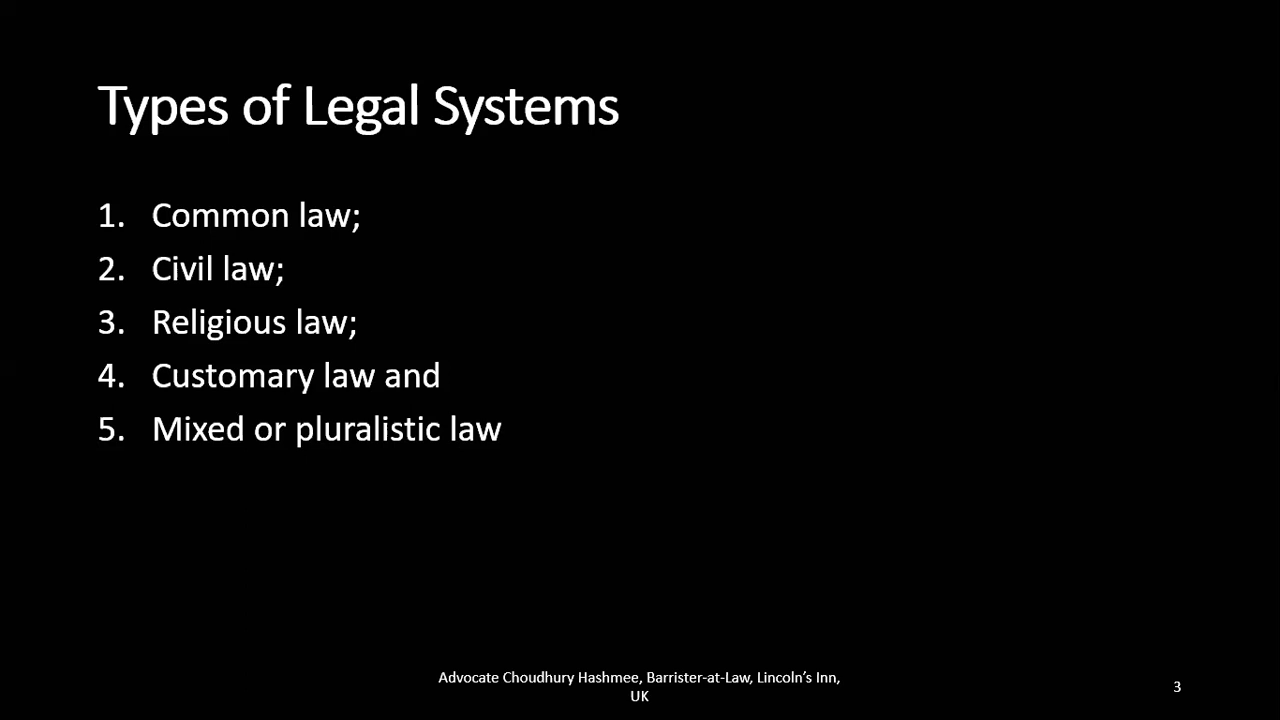 Types of Legal Systems
1. Common law;
2. Civil law;
3. Religious law;
4. Customary law and
5. Mixed or pluralistic law
Advocate Choudhury Hashmee, Barrister-at-Law, Lincoln’s Inn,
UK
3